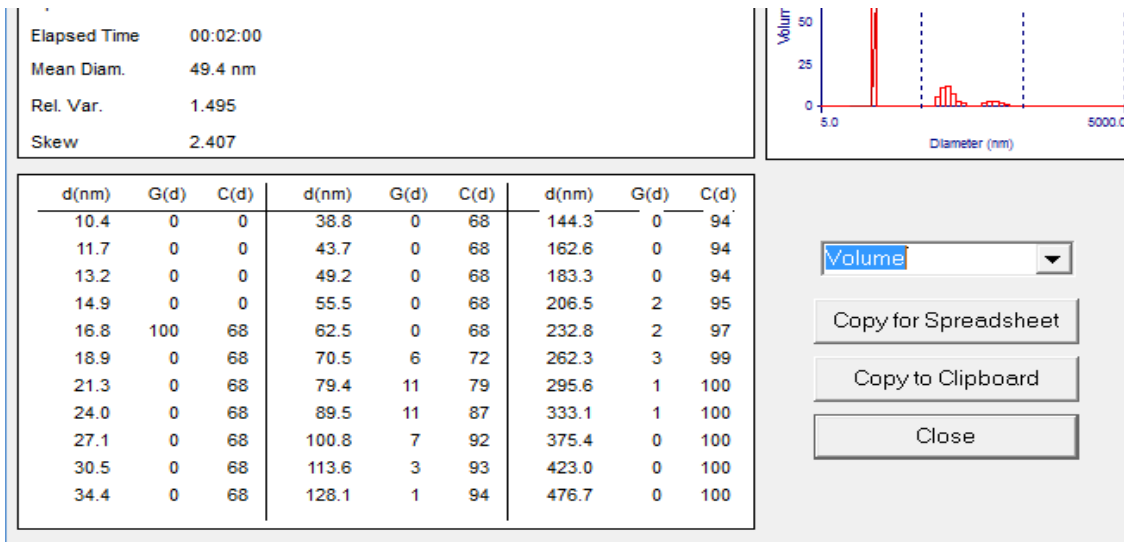 Elapsed Time 00:02:00
Mean Diam. 49.4 nm
Rel. Var. 1.495
Skew 2.407
Volume
50
25
0
5.0 5000.0
Diameter (nm)
d(nm) G(d) C(d) d(nm) G(d) C(d) d(nm) G(d) C(d)
10.4 0 0 38.8 0 68 144.3 0 94
11.7 0 0 43.7 0 68 162.6 0 94
13.2 0 0 49.2 0 68 183.3 0 94
14.9 0 0 55.5 0 68 206.5 2 95
16.8 100 68 62.5 0 68 232.8 2 97
18.9 0 68 70.5 6 72 262.3 3 99
21.3 0 68 79.4 11 79 295.6 1 100
24.0 0 68 89.5 11 87 333.1 1 100
27.1 0 68 100.8 7 92 375.4 0 100
30.5 0 68 113.6 3 93 423.0 0 100
34.4 0 68 128.1 1 94 476.7 0 100
Volume
Copy for Spreadsheet
Copy to Clipboard
Close